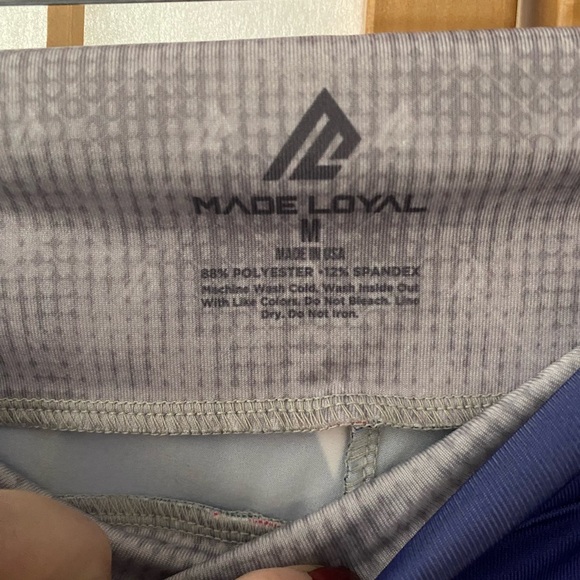 MADE LOYAL
M
MADE IN USA
88% POLYESTER • 12% SPANDEX
Machine Wash Cold. Wash Inside Out
With Like Colors. Do Not Bleach. Line
Dry. Do Not Iron.